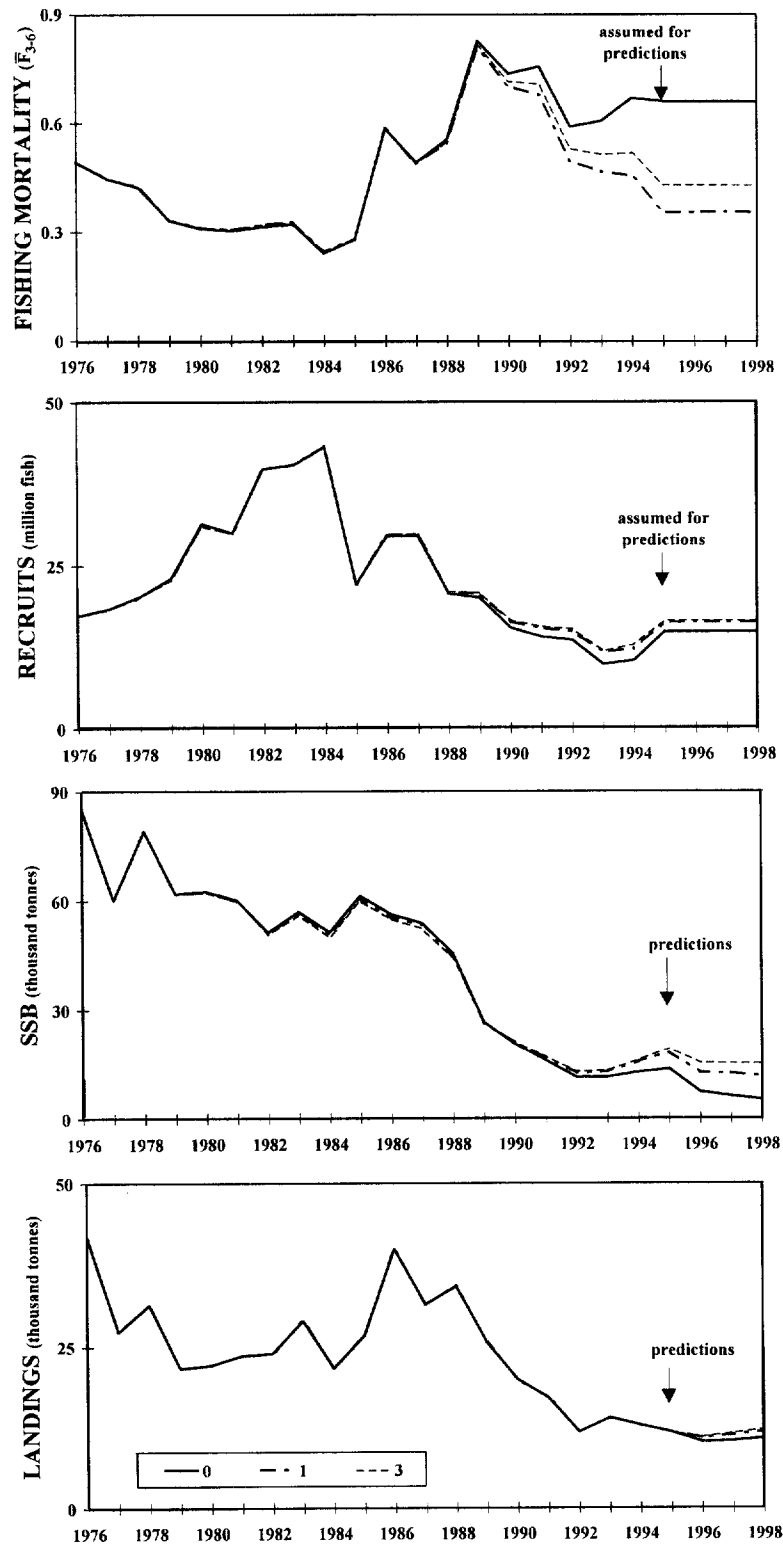 FISHING MORTALITY (F̅3-6)
0.9
0.6
0.3
0
assumed for
predictions
1976 1978 1980 1982 1984 1986 1988 1990 1992 1994 1996 1998
RECRUITS (million fish)
50
25
0
assumed for
predictions
1976 1978 1980 1982 1984 1986 1988 1990 1992 1994 1996 1998
SSB (thousand tonnes)
90
60
30
0
predictions
1976 1978 1980 1982 1984 1986 1988 1990 1992 1994 1996 1998
LANDINGS (thousand tonnes)
50
25
0
predictions
0 1 3
1976 1978 1980 1982 1984 1986 1988 1990 1992 1994 1996 1998